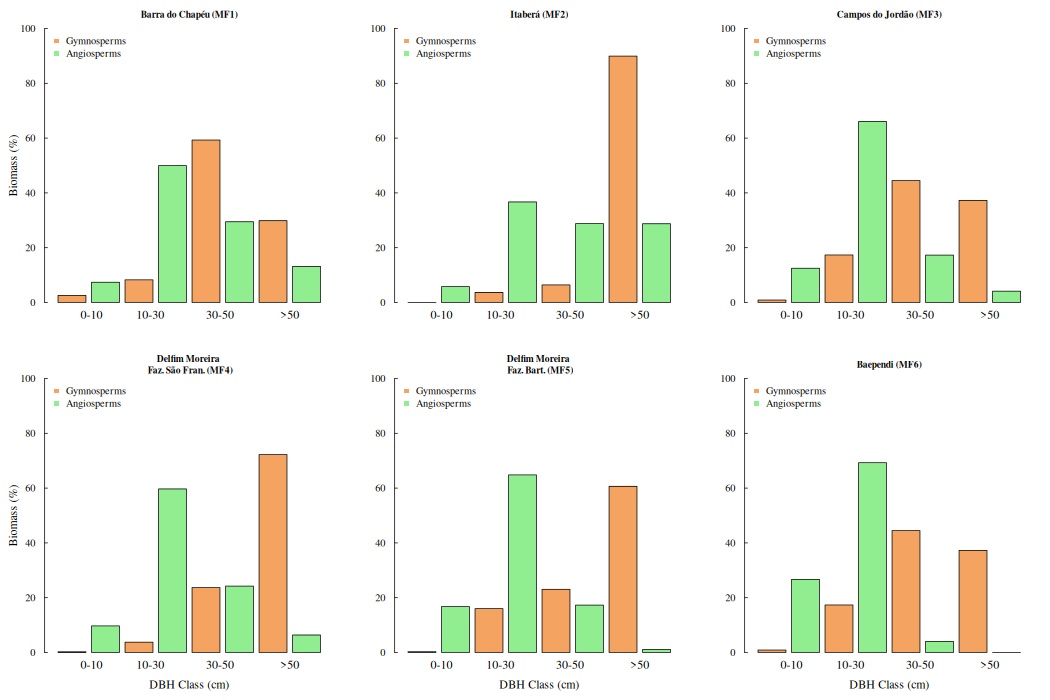 Barra do Chapéu (MF1)
100
80
60
40
20
0
Biomass (%)
Gymnosperms
Angiosperms
0-10 10-30 30-50 >50
Itaberá (MF2)
100
80
60
40
20
0
Gymnosperms
Angiosperms
0-10 10-30 30-50 >50
Campos do Jordão (MF3)
100
80
60
40
20
0
Gymnosperms
Angiosperms
0-10 10-30 30-50 >50
Delfim Moreira
Faz. São Fran. (MF4)
100
80
60
40
20
0
Biomass (%)
Gymnosperms
Angiosperms
0-10 10-30 30-50 >50
DBH Class (cm)
Delfim Moreira
Faz. Bart. (MF5)
100
80
60
40
20
0
Gymnosperms
Angiosperms
0-10 10-30 30-50 >50
DBH Class (cm)
Baependi (MF6)
100
80
60
40
20
0
Gymnosperms
Angiosperms
0-10 10-30 30-50 >50
DBH Class (cm)